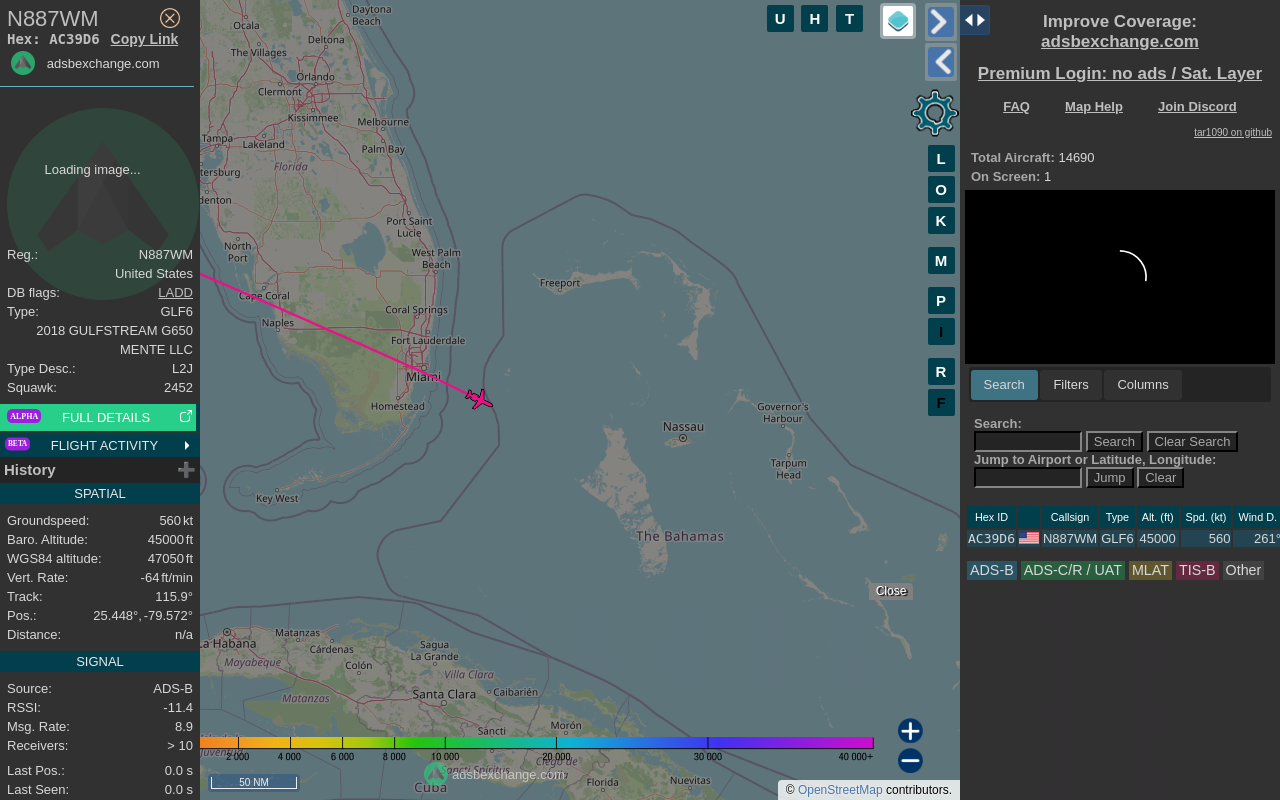 N887WM
Hex: AC39D6 Copy Link
adsbexchange.com
Loading image...
Reg.: N887WM
United States
DB flags: LADD
Type: GLF6
2018 GULFSTREAM G650
MENTE LLC
Type Desc.: L2J
Squawk: 2452
ALPHA FULL DETAILS
BETA FLIGHT ACTIVITY
History
SPATIAL
Groundspeed: 560 kt
Baro. Altitude: 45000 ft
WGS84 altitude: 47050 ft
Vert. Rate: -64 ft/min
Track: 115.9°
Pos.: 25.448°, -79.572°
Distance: n/a
SIGNAL
Source: ADS-B
RSSI: -11.4
Msg. Rate: 8.9
Receivers: > 10
Last Pos.: 0.0 s
Last Seen: 0.0 s
Daytona
Beach
Ocala
Deltona
The Villages
Orlando
Clermont
Kissimmee
Melbourne
Tampa
Lakeland
Palm Bay
Florida
tersburg
denton
Port Saint
Lucie
North
Port
West Palm
Beach
Cape Coral
Freeport
Coral Springs
Naples
Fort Lauderdale
Miami
Homestead
Governor's
Harbour
Nassau
Tarpum
Head
Key West
The Bahamas
Close
La Habana
Matanzas
Cárdenas
Sagua
La Grande
Mayabeque
Colón
Villa Clara
Matanzas
Santa Clara
Caibarién
Morón
Sancti
Juventud
Ciego de
Sancti Spíritus
Cuba
Florida
Nuevitas
2 000
4 000
6 000
8 000
10 000
20 000
30 000
40 000+
adsbexchange.com
50 NM
© OpenStreetMap contributors.
U H T
L
O
K
M
P
I
R
F
Improve Coverage:
adsbexchange.com
Premium Login: no ads / Sat. Layer
FAQ Map Help Join Discord
tar1090 on github
Total Aircraft: 14690
On Screen: 1
Search Filters Columns
Search:
Search Clear Search
Jump to Airport or Latitude, Longitude:
Jump Clear
Hex ID Callsign Type Alt. (ft) Spd. (kt) Wind D.
AC39D6 N887WM GLF6 45000 560 261°
ADS-B ADS-C/R / UAT MLAT TIS-B Other